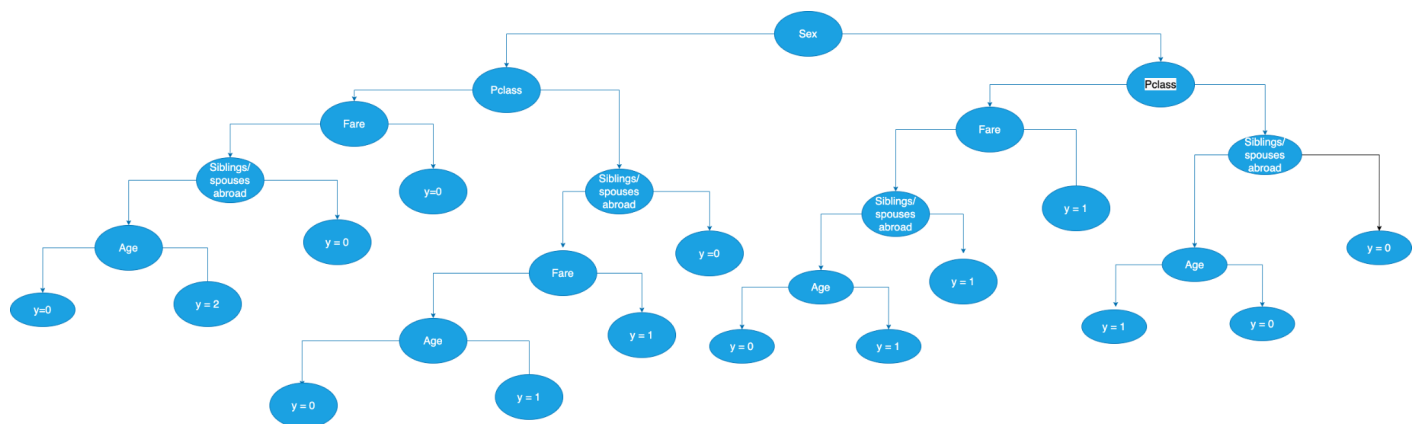 Sex
Pclass
Pclass
Fare
Fare
Siblings/
spouses
abroad
y=0
Siblings/
spouses
abroad
Siblings/
spouses
abroad
y = 1
Siblings/
spouses
abroad
Age
y = 0
Fare
y=0
Age
y = 1
Age
y = 0
y=0
y = 2
Age
y = 1
y = 0
y = 1
y = 1
y = 0
y = 0
y = 1